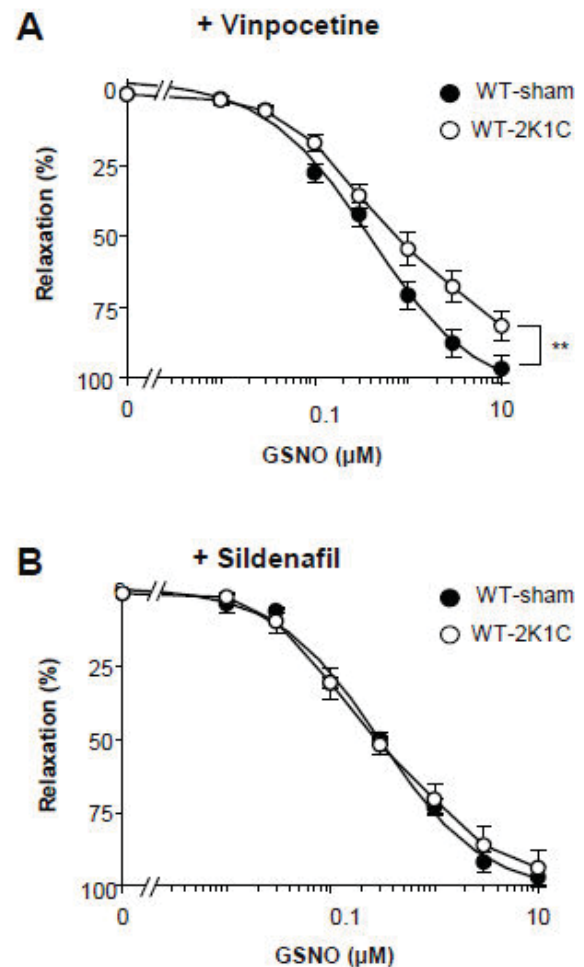 A
+ Vinpocetine
WT-sham
WT-2K1C
0
25
50
75
100
Relaxation (%)
**
0
0.1
10
GSNO (µM)
B
+ Sildenafil
WT-sham
WT-2K1C
25
50
75
100
Relaxation (%)
0
0.1
10
GSNO (µM)